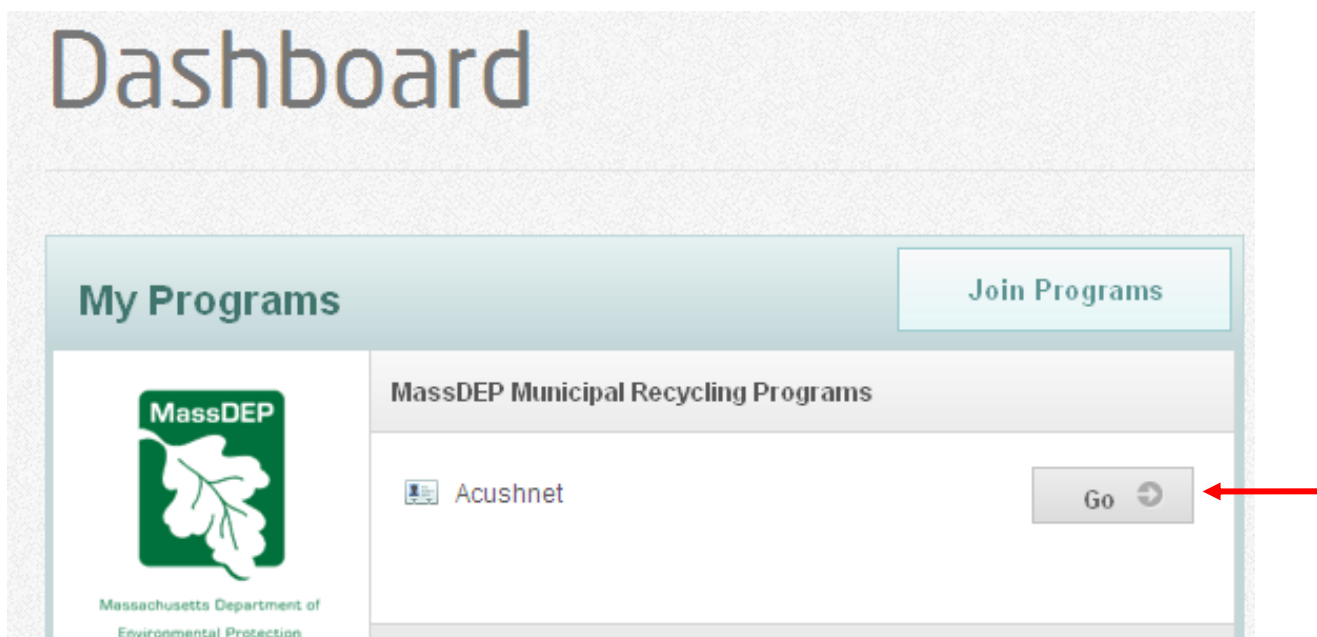 Dashboard
My Programs
Join Programs
MassDEP
MassDEP Municipal Recycling Programs
Acushnet
Go
Massachusetts Department of
Environmental Protection